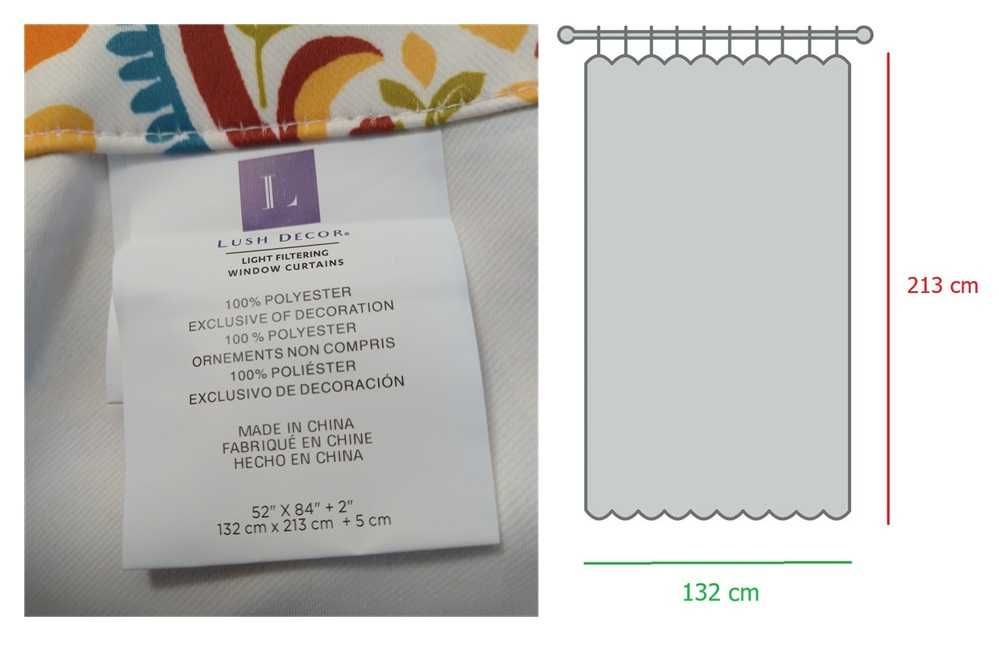 L
LUSH DÉCOR®
LIGHT FILTERING
WINDOW CURTAINS
100% POLYESTER
EXCLUSIVE OF DECORATION
100 % POLYESTER
ORNEMENTS NON COMPRIS
100% POLIÉSTER
EXCLUSIVO DE DECORACIÓN
MADE IN CHINA
FABRIQUÉ EN CHINE
HECHO EN CHINA
52" X 84" + 2"
132 cm x 213 cm + 5 cm
213 cm
132 cm